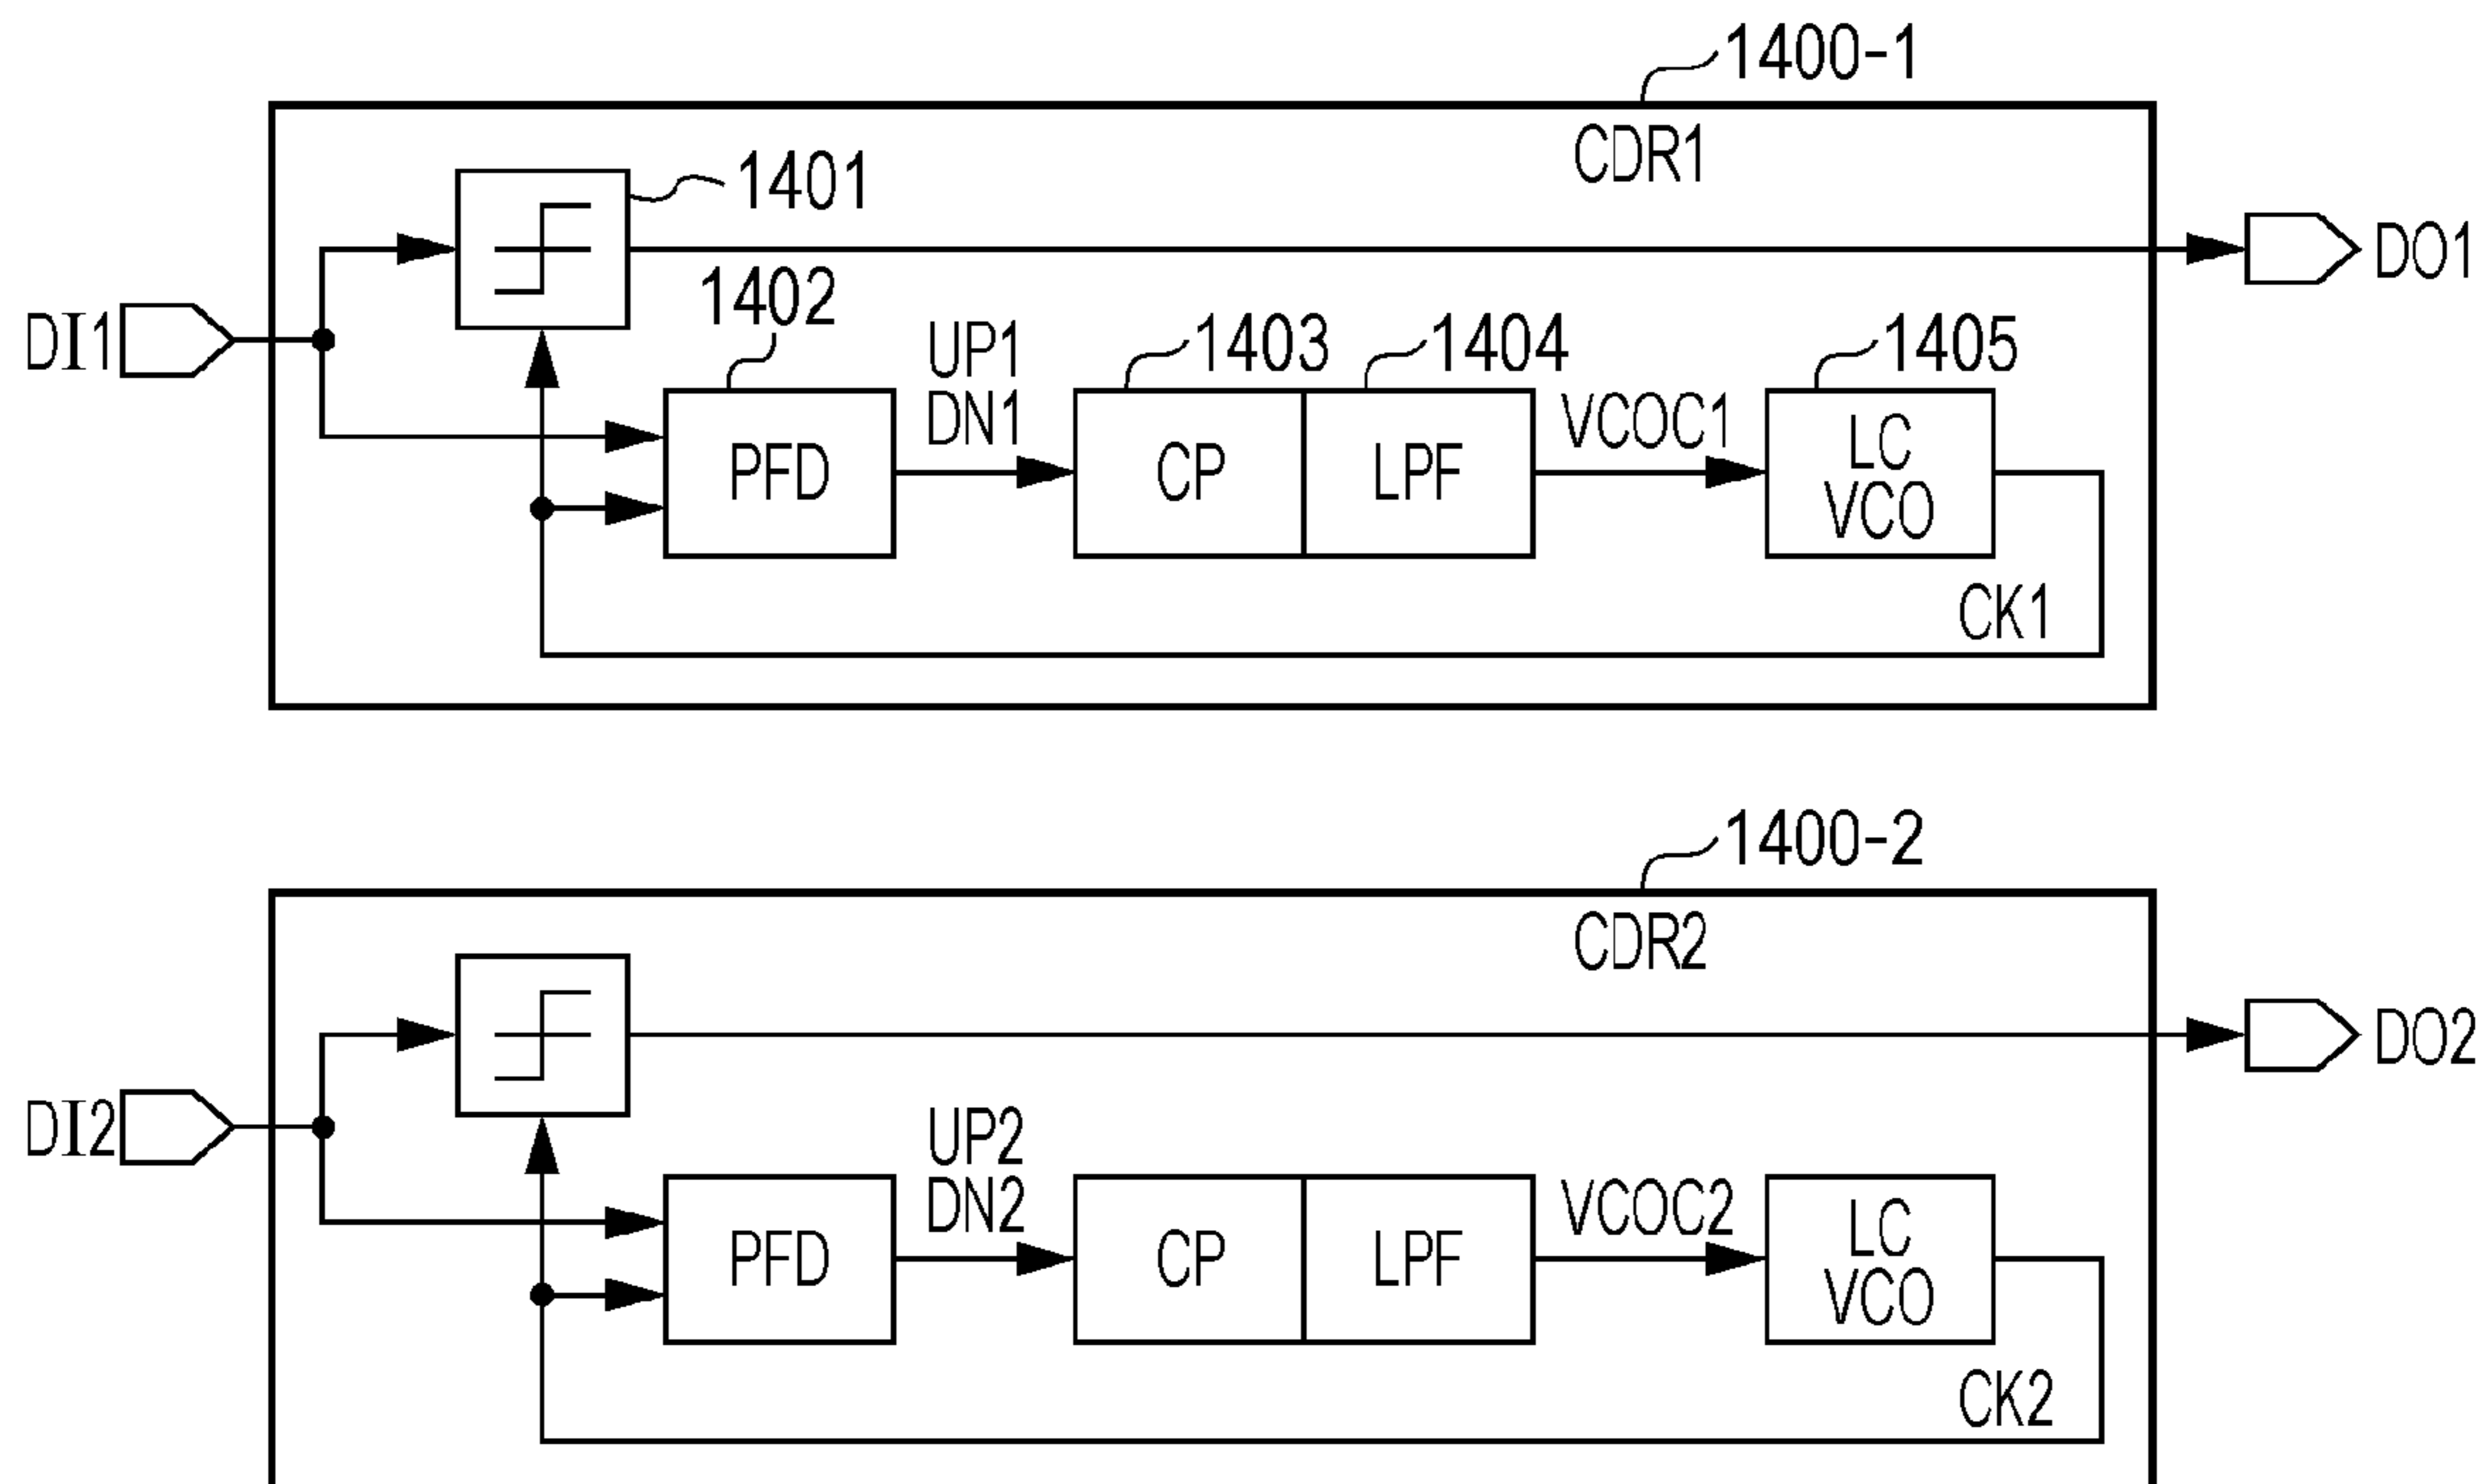 1400-1
CDR1
1401
DO1
1402
DI1
UP1
DN1
1403
1404
1405
VCOC1
PFD
CP
LPF
LC
VCO
CK1
1400-2
CDR2
DO2
DI2
UP2
DN2
VCOC2
PFD
CP
LPF
LC
VCO
CK2